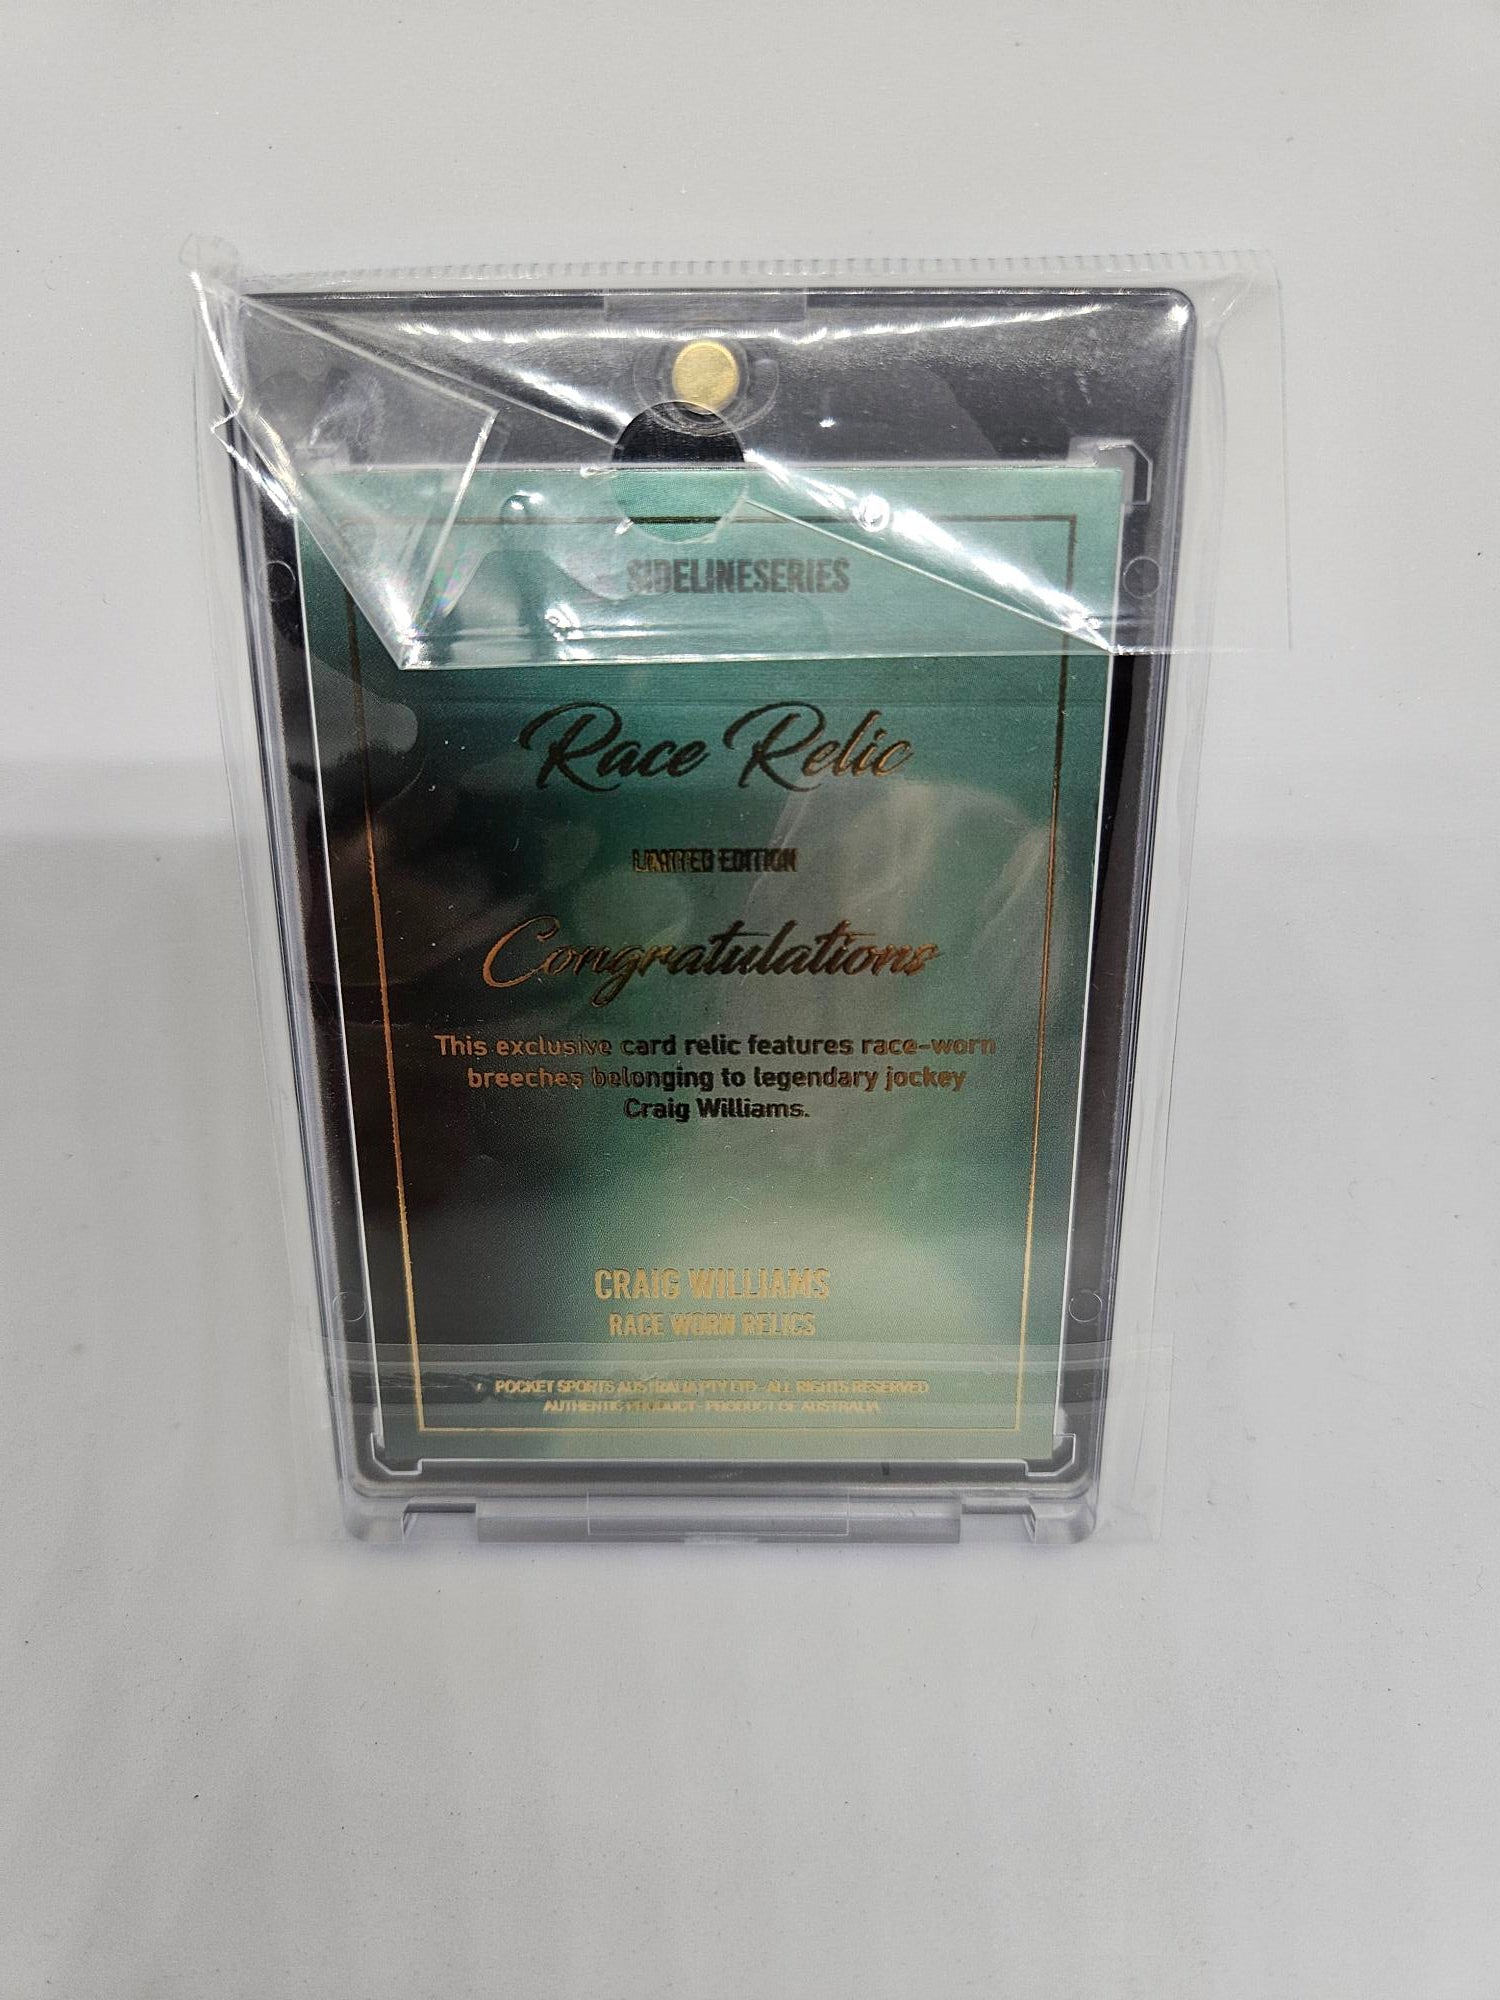 SIDELINESERIES
Race Relic
LIMITED EDITION
Congratulations
This exclusive card relic features race-worn
breeches belonging to legendary jockey
Craig Williams.
CRAIG WILLIAMS
RACE WORN RELICS
POCKET SPORTS AUSTRALIA PTY LTD - ALL RIGHTS RESERVED
AUTHENTIC PRODUCT - PRODUCT OF AUSTRALIA